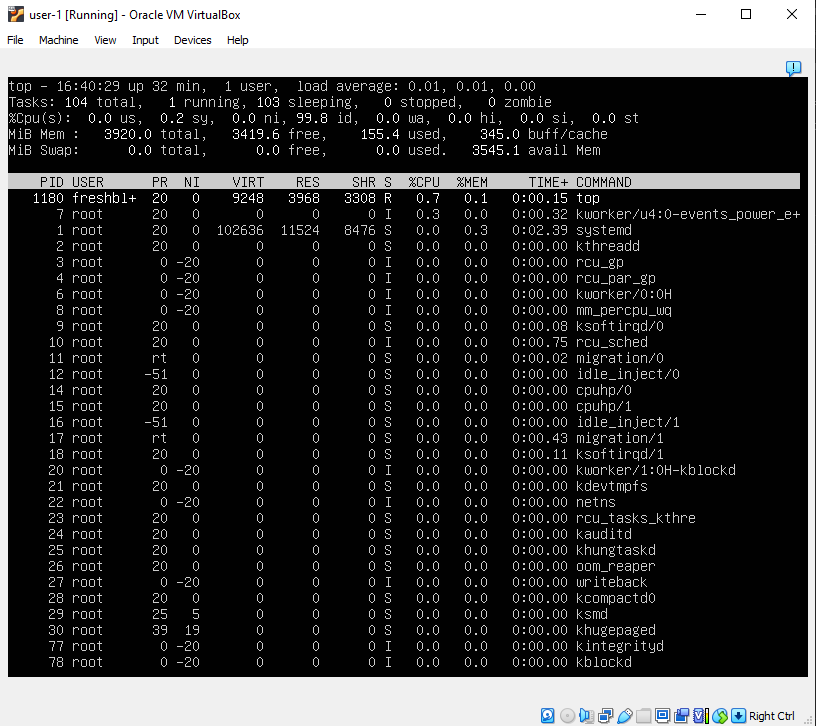 user-1 [Running] - Oracle VM VirtualBox
File Machine View Input Devices Help
top - 16:40:29 up 32 min,  1 user,  load average: 0.01, 0.01, 0.00
Tasks: 104 total,   1 running, 103 sleeping,   0 stopped,   0 zombie
%Cpu(s):  0.0 us,  0.2 sy,  0.0 ni, 99.8 id,  0.0 wa,  0.0 hi,  0.0 si,  0.0 st
MiB Mem :   3920.0 total,   3419.6 free,    155.4 used,    345.0 buff/cache
MiB Swap:      0.0 total,      0.0 free,      0.0 used.   3545.1 avail Mem
PID USER PR NI VIRT RES SHR S %CPU %MEM TIME+ COMMAND
1180 freshbl+ 20 0 9248 3968 3308 R 0.7 0.1 0:00.15 top
7 root 20 0 0 0 0 I 0.3 0.0 0:00.32 kworker/u4:0-events_power_e+
1 root 20 0 102636 11524 8476 S 0.0 0.3 0:02.39 systemd
2 root 20 0 0 0 0 S 0.0 0.0 0:00.00 kthreadd
3 root 0 -20 0 0 0 I 0.0 0.0 0:00.00 rcu_gp
4 root 0 -20 0 0 0 I 0.0 0.0 0:00.00 rcu_par_gp
6 root 0 -20 0 0 0 I 0.0 0.0 0:00.00 kworker/0:0H
8 root 0 -20 0 0 0 I 0.0 0.0 0:00.00 mm_percpu_wq
9 root 20 0 0 0 0 S 0.0 0.0 0:00.08 ksoftirqd/0
10 root 20 0 0 0 0 I 0.0 0.0 0:00.75 rcu_sched
11 root rt 0 0 0 0 S 0.0 0.0 0:00.02 migration/0
12 root -51 0 0 0 0 S 0.0 0.0 0:00.00 idle_inject/0
14 root 20 0 0 0 0 S 0.0 0.0 0:00.00 cpuhp/0
15 root 20 0 0 0 0 S 0.0 0.0 0:00.00 cpuhp/1
16 root -51 0 0 0 0 S 0.0 0.0 0:00.00 idle_inject/1
17 root rt 0 0 0 0 S 0.0 0.0 0:00.43 migration/1
18 root 20 0 0 0 0 S 0.0 0.0 0:00.11 ksoftirqd/1
20 root 0 -20 0 0 0 I 0.0 0.0 0:00.00 kworker/1:0H-kblockd
21 root 20 0 0 0 0 S 0.0 0.0 0:00.00 kdevtmpfs
22 root 0 -20 0 0 0 I 0.0 0.0 0:00.00 netns
23 root 20 0 0 0 0 S 0.0 0.0 0:00.00 rcu_tasks_kthre
24 root 20 0 0 0 0 S 0.0 0.0 0:00.00 kauditd
25 root 20 0 0 0 0 S 0.0 0.0 0:00.00 khungtaskd
26 root 20 0 0 0 0 S 0.0 0.0 0:00.00 oom_reaper
27 root 0 -20 0 0 0 I 0.0 0.0 0:00.00 writeback
28 root 20 0 0 0 0 S 0.0 0.0 0:00.00 kcompactd0
29 root 25 5 0 0 0 S 0.0 0.0 0:00.00 ksmd
30 root 39 19 0 0 0 S 0.0 0.0 0:00.00 khugepaged
77 root 0 -20 0 0 0 I 0.0 0.0 0:00.00 kintegrityd
78 root 0 -20 0 0 0 I 0.0 0.0 0:00.00 kblockd
Right Ctrl